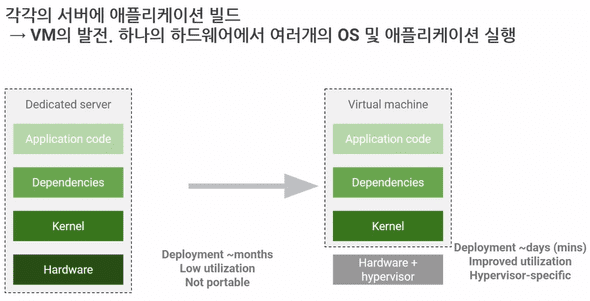 각각의 서버에 애플리케이션 빌드
→ VM의 발전. 하나의 하드웨어에서 여러개의 OS 및 애플리케이션 실행
Dedicated server
Application code
Dependencies
Kernel
Hardware
Deployment ~months
Low utilization
Not portable
Virtual machine
Application code
Dependencies
Kernel
Hardware +
hypervisor
Deployment ~days (mins)
Improved utilization
Hypervisor-specific